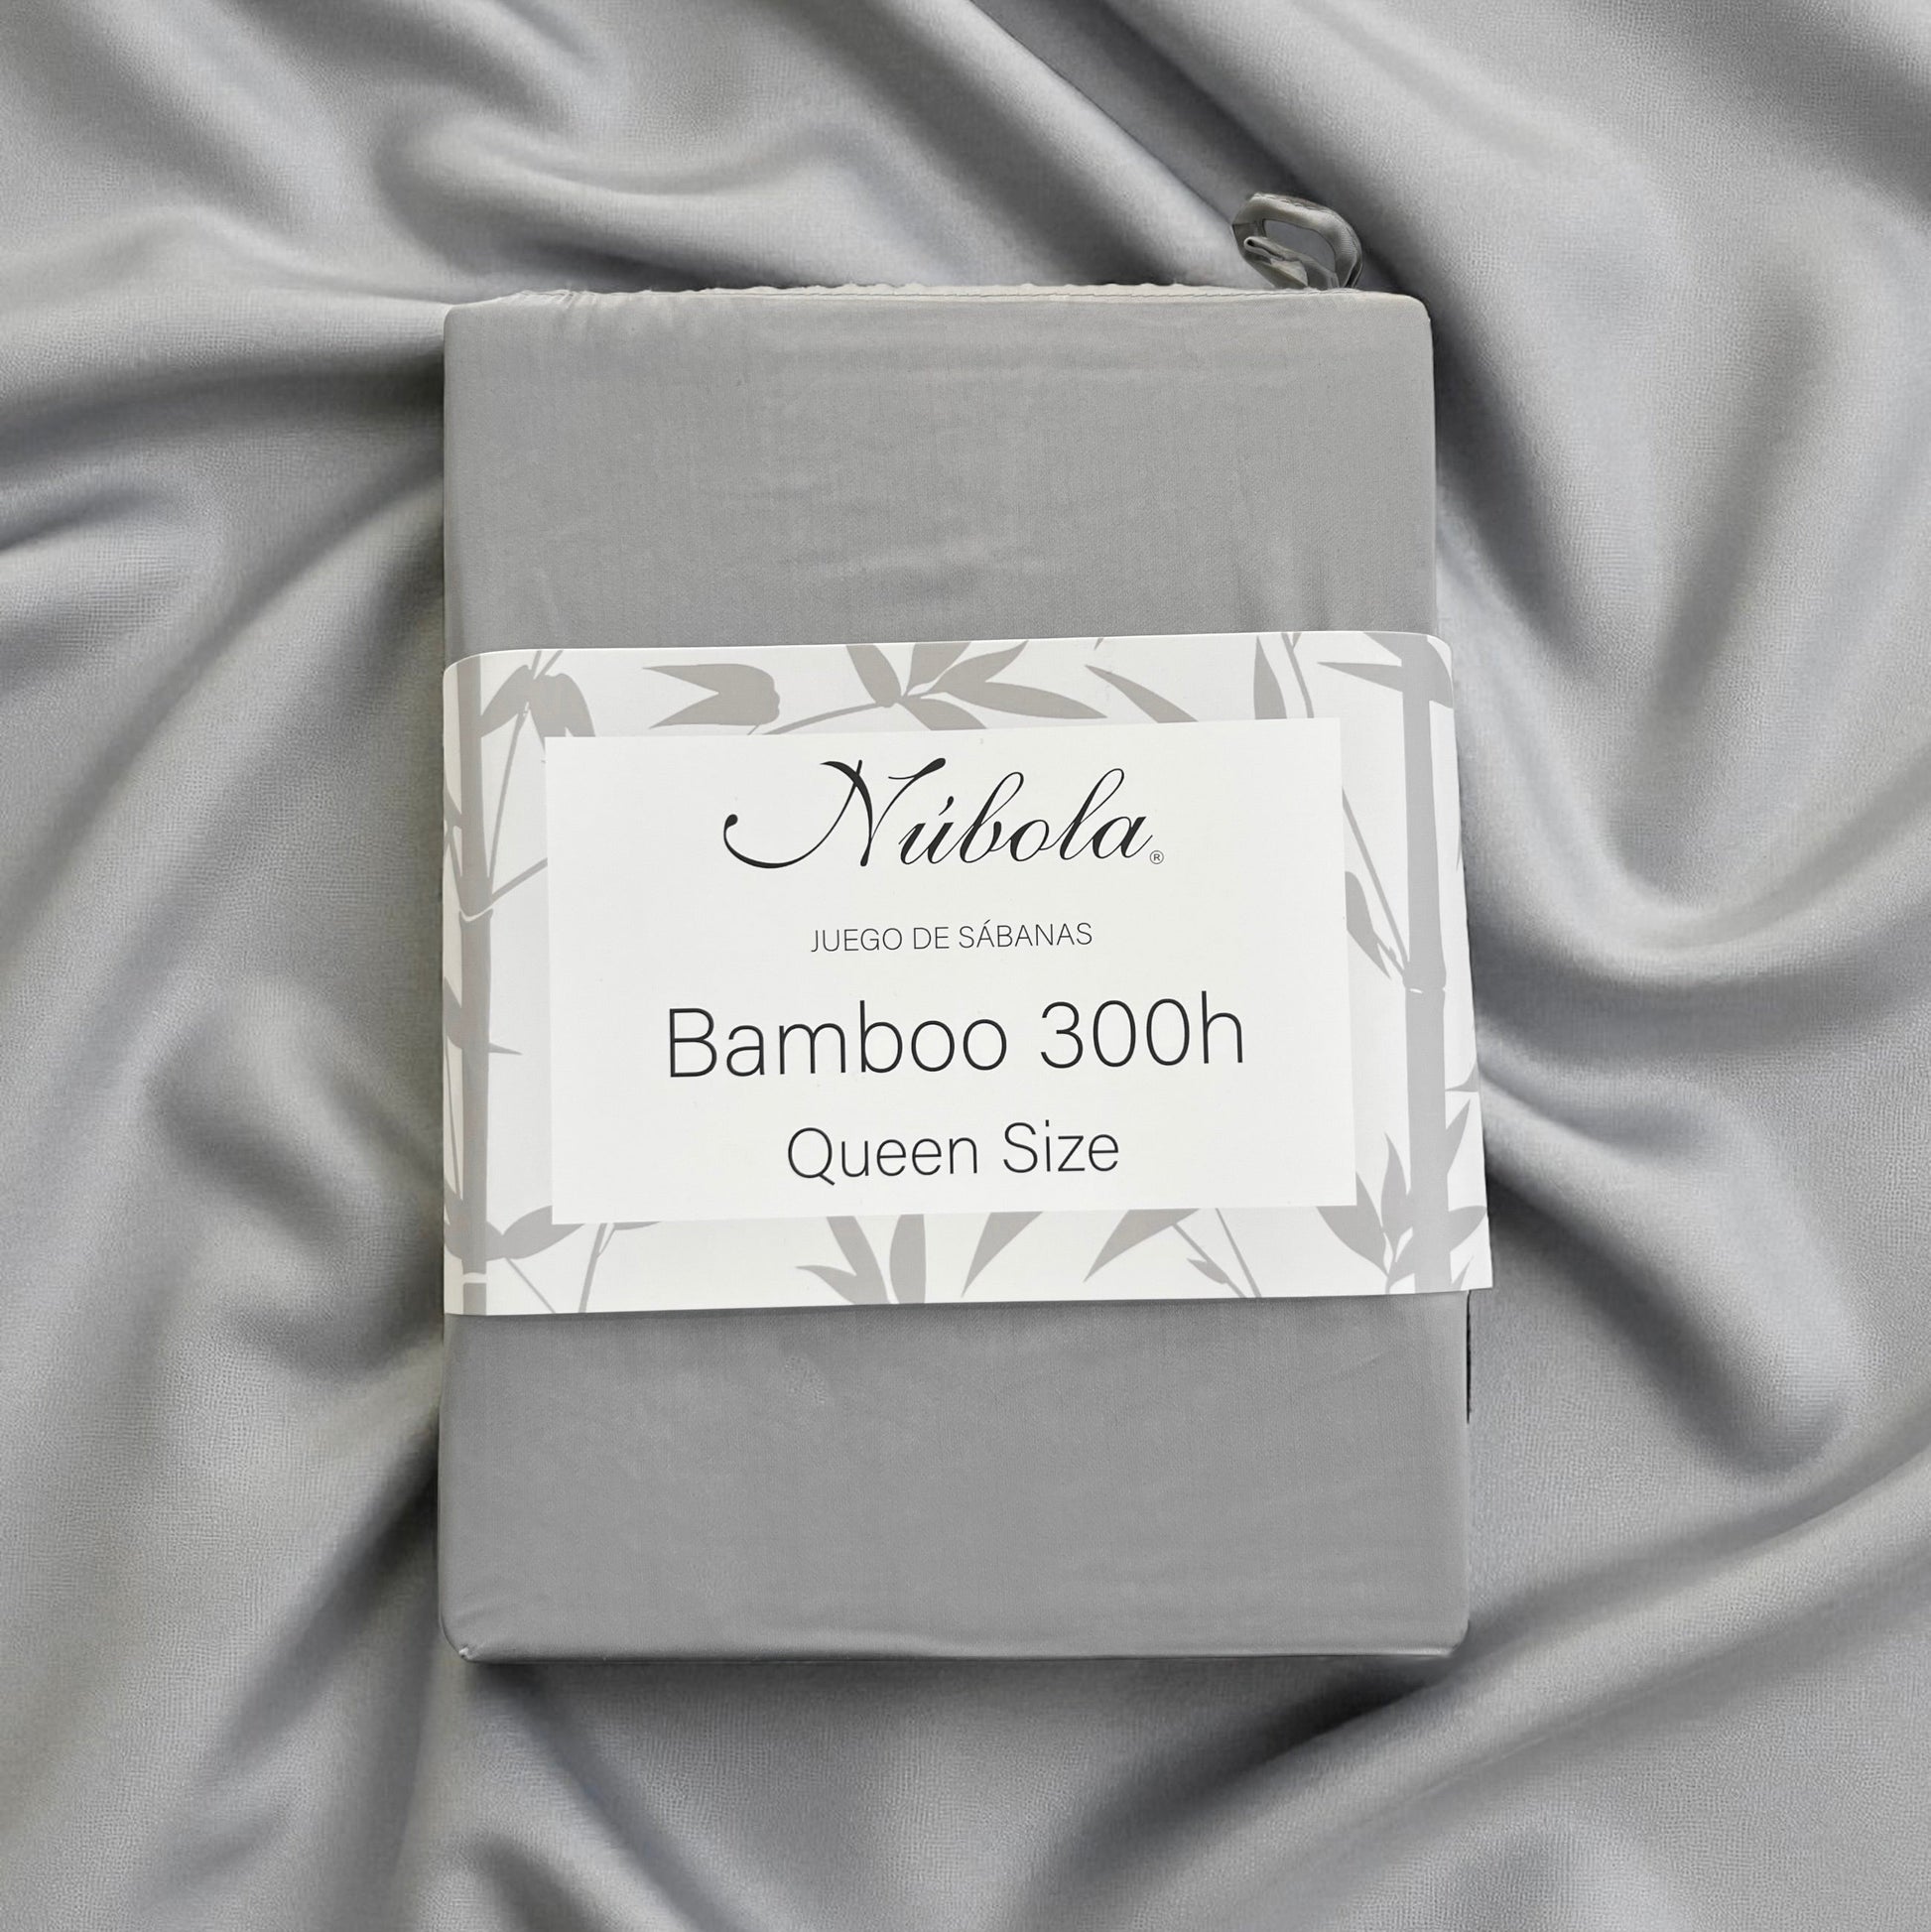 Núbola®
JUEGO DE SÁBANAS
Bamboo 300h
Queen Size